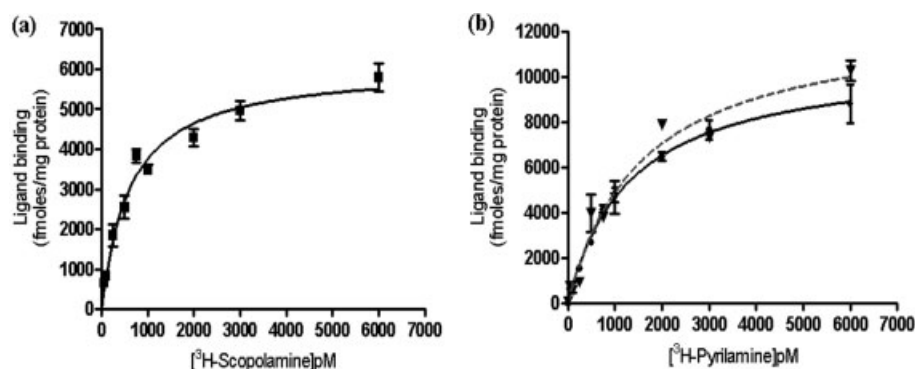 (a)
7000
6000
5000
4000
3000
2000
1000
0
Ligand binding
(fmoles/mg protein)
0 1000 2000 3000 4000 5000 6000 7000
[³H-Scopolamine]pM
(b)
12000
10000
8000
6000
4000
2000
0
Ligand binding
(fmoles/mg protein)
0 1000 2000 3000 4000 5000 6000 7000
[³H-Pyrilamine]pM